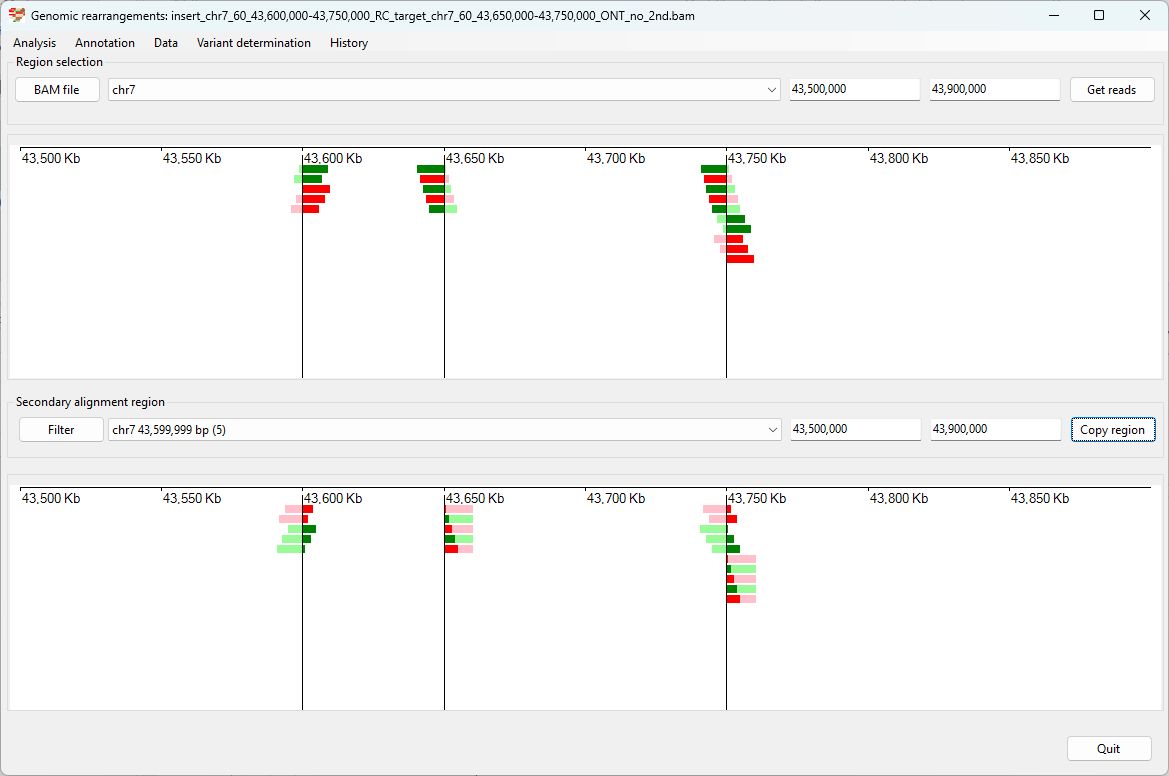 Genomic rearrangements: insert_chr7_60_43,600,000-43,750,000_RC_target_chr7_60_43,650,000-43,750,000_ONT_no_2nd.bam
Analysis Annotation Data Variant determination History
Region selection
BAM file chr7 43,500,000 43,900,000 Get reads
43,500 Kb 43,550 Kb 43,600 Kb 43,650 Kb 43,700 Kb 43,750 Kb 43,800 Kb 43,850 Kb
Secondary alignment region
Filter chr7 43,599,999 bp (5) 43,500,000 43,900,000 Copy region
43,500 Kb 43,550 Kb 43,600 Kb 43,650 Kb 43,700 Kb 43,750 Kb 43,800 Kb 43,850 Kb
Quit